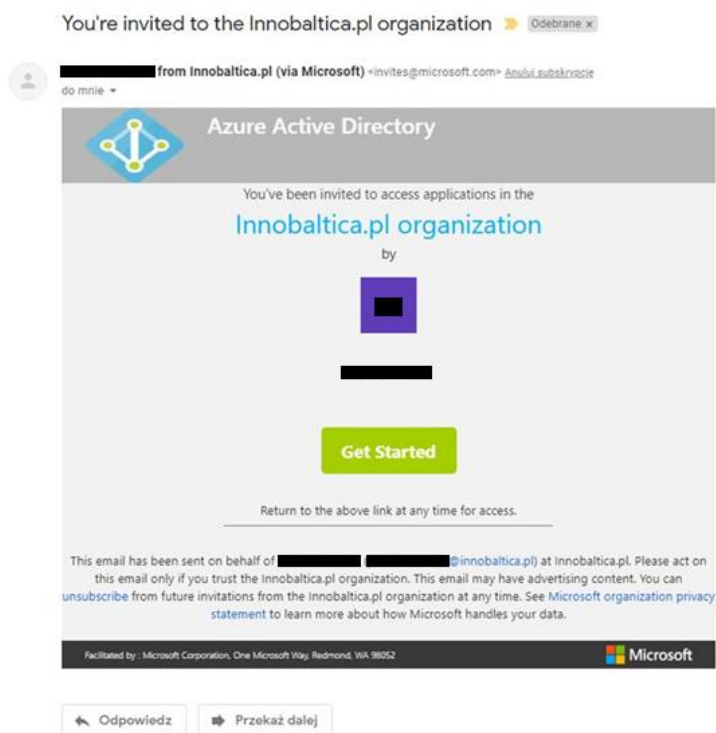 You're invited to the Innobaltica.pl organization Odebrane x
from Innobaltica.pl (via Microsoft) <invites@microsoft.com> Anuluj subskrypcję
do mnie
Azure Active Directory
You've been invited to access applications in the
Innobaltica.pl organization
by
Get Started
Return to the above link at any time for access.
This email has been sent on behalf of ( @innobaltica.pl) at Innobaltica.pl. Please act on
this email only if you trust the Innobaltica.pl organization. This email may have advertising content. You can
unsubscribe from future invitations from the Innobaltica.pl organization at any time. See Microsoft organization privacy
statement to learn more about how Microsoft handles your data.
Facilitated by : Microsoft Corporation, One Microsoft Way, Redmond, WA 98052 Microsoft
Odpowiedz Przekaż dalej